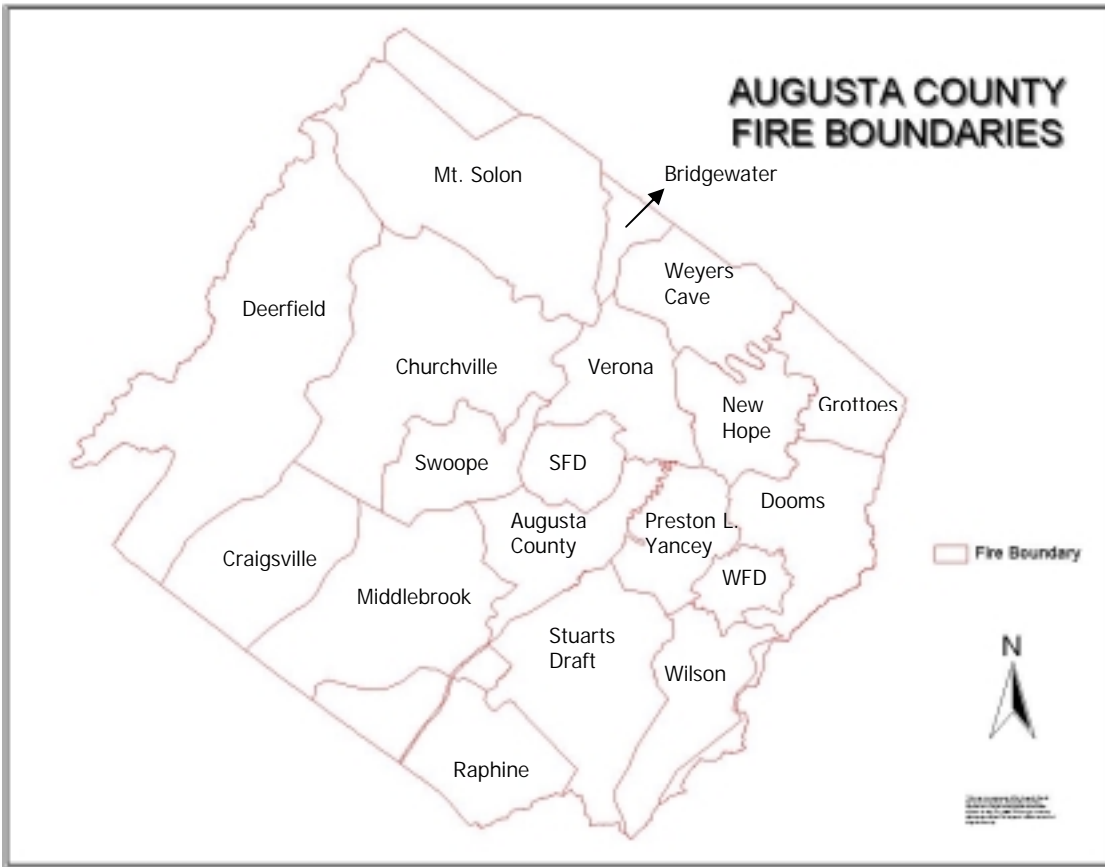 AUGUSTA COUNTY
FIRE BOUNDARIES
Bridgewater
Mt. Solon
Weyers
Cave
Deerfield
Churchville
Verona
New
Hope
Grottoes
Swoope
SFD
Dooms
Augusta
County
Preston L.
Yancey
Craigsville
Middlebrook
WFD
Fire Boundary
Stuarts
Draft
Wilson
N
Raphine